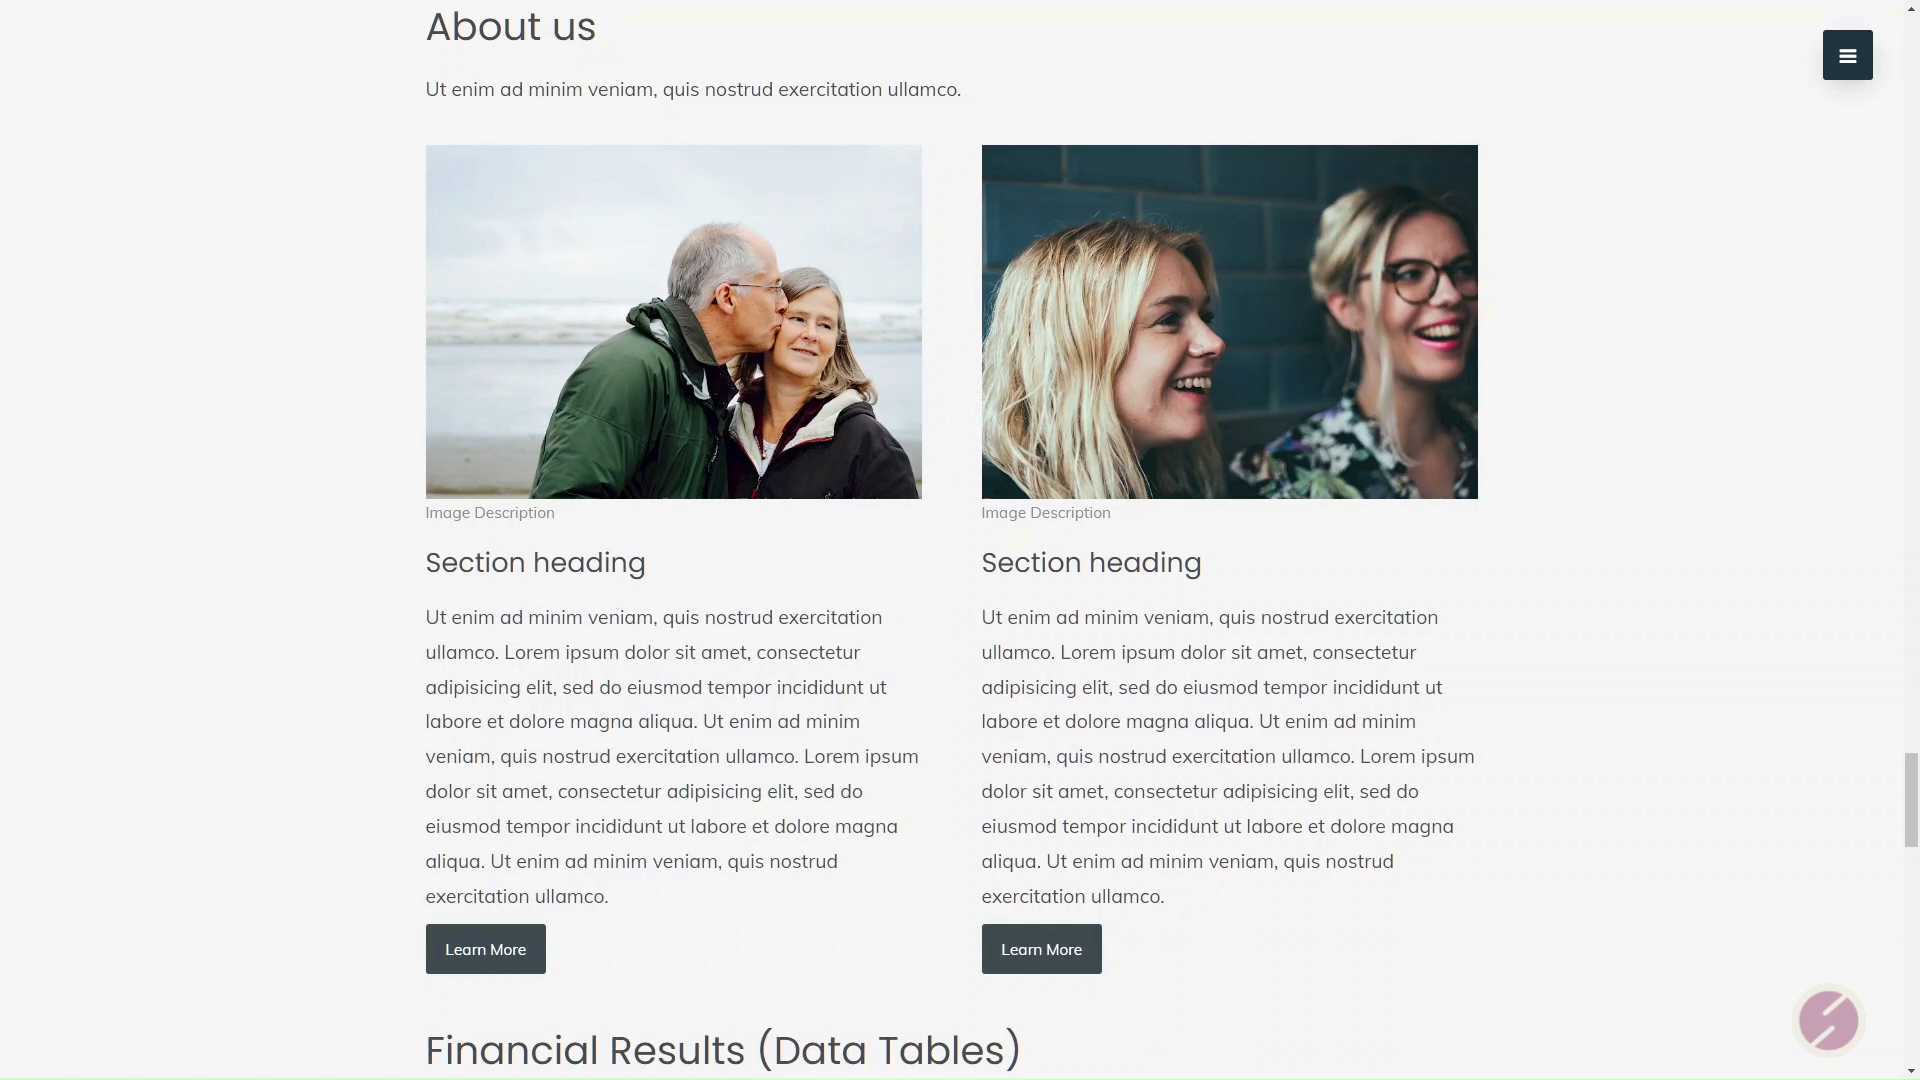 About us
Ut enim ad minim veniam, quis nostrud exercitation ullamco.
Image Description
Section heading
Ut enim ad minim veniam, quis nostrud exercitation
ullamco. Lorem ipsum dolor sit amet, consectetur
adipisicing elit, sed do eiusmod tempor incididunt ut
labore et dolore magna aliqua. Ut enim ad minim
veniam, quis nostrud exercitation ullamco. Lorem ipsum
dolor sit amet, consectetur adipisicing elit, sed do
eiusmod tempor incididunt ut labore et dolore magna
aliqua. Ut enim ad minim veniam, quis nostrud
exercitation ullamco.
Learn More
Image Description
Section heading
Ut enim ad minim veniam, quis nostrud exercitation
ullamco. Lorem ipsum dolor sit amet, consectetur
adipisicing elit, sed do eiusmod tempor incididunt ut
labore et dolore magna aliqua. Ut enim ad minim
veniam, quis nostrud exercitation ullamco. Lorem ipsum
dolor sit amet, consectetur adipisicing elit, sed do
eiusmod tempor incididunt ut labore et dolore magna
aliqua. Ut enim ad minim veniam, quis nostrud
exercitation ullamco.
Learn More
Financial Results (Data Tables)